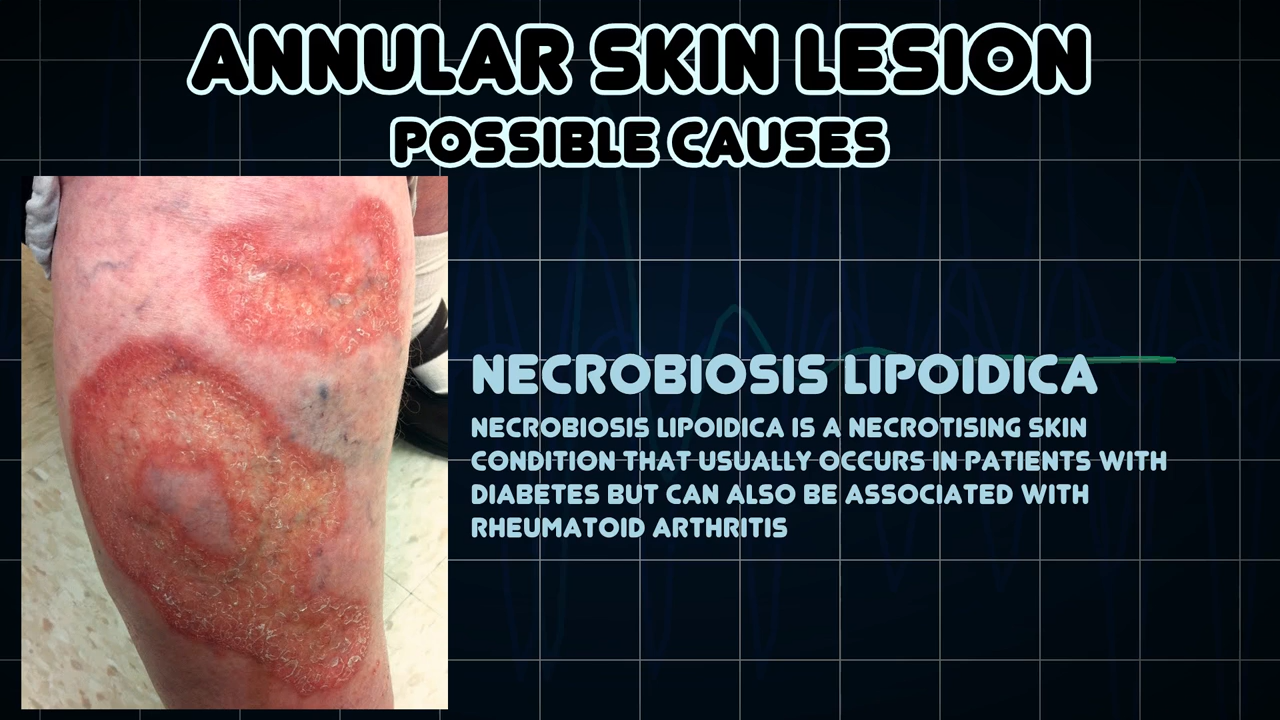 ANNULAR SKIN LESION
POSSIBLE CAUSES
NECROBIOSIS LIPOIDICA
NECROBIOSIS LIPOIDICA IS A NECROTISING SKIN
CONDITION THAT USUALLY OCCURS IN PATIENTS WITH
DIABETES BUT CAN ALSO BE ASSOCIATED WITH
RHEUMATOID ARTHRITIS